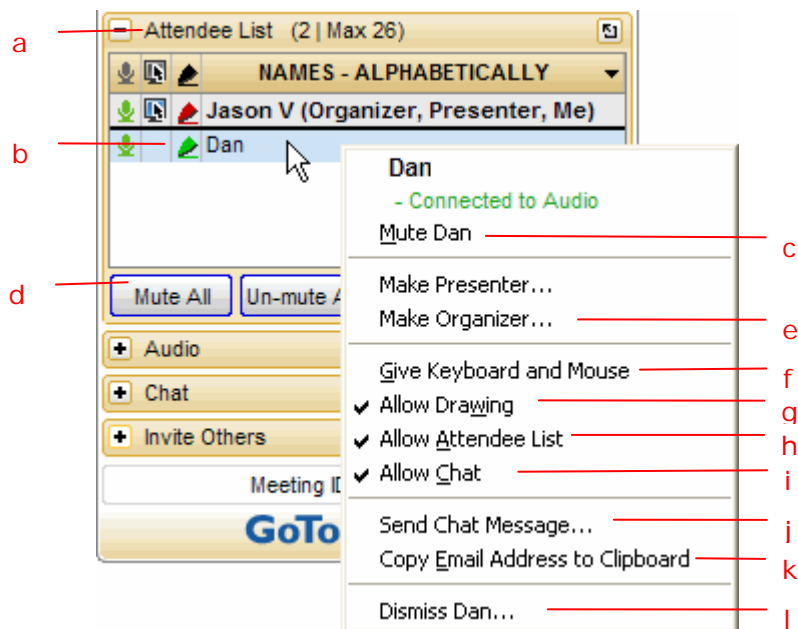 a
Attendee List (2 | Max 26)
NAMES - ALPHABETICALLY
Jason V (Organizer, Presenter, Me)
b
Dan
Dan
- Connected to Audio
Mute Dan
c
d
Mute All
Un-mute A
Make Presenter...
Make Organizer...
e
Audio
Give Keyboard and Mouse
f
Chat
Allow Drawing
g
Invite Others
Allow Attendee List
h
Allow Chat
i
Meeting ID
GoTo
Send Chat Message...
j
Copy Email Address to Clipboard
k
Dismiss Dan...
l